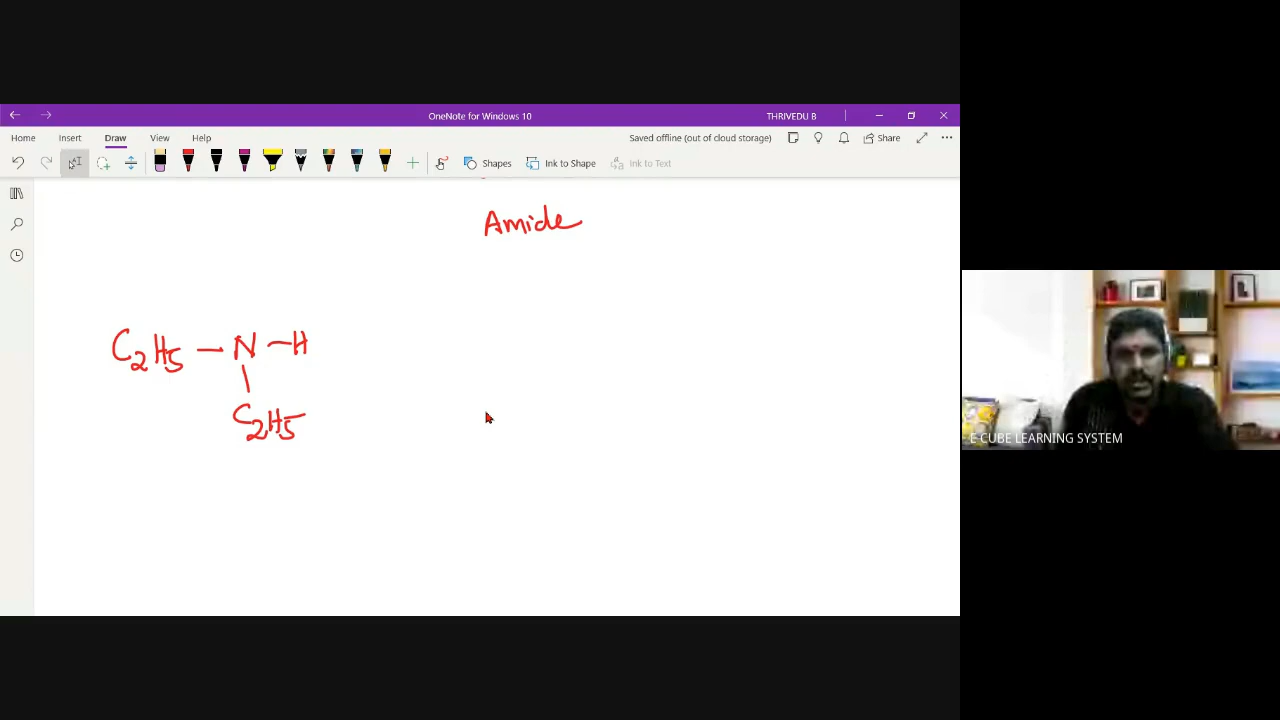 OneNote for Windows 10
THRIVEDU B
Home Insert Draw View Help
Saved offline (out of cloud storage)
Share
Shapes
Ink to Shape
Ink to Text
Amide
C2H5 — N — H
|
C2H5
E CUBE LEARNING SYSTEM